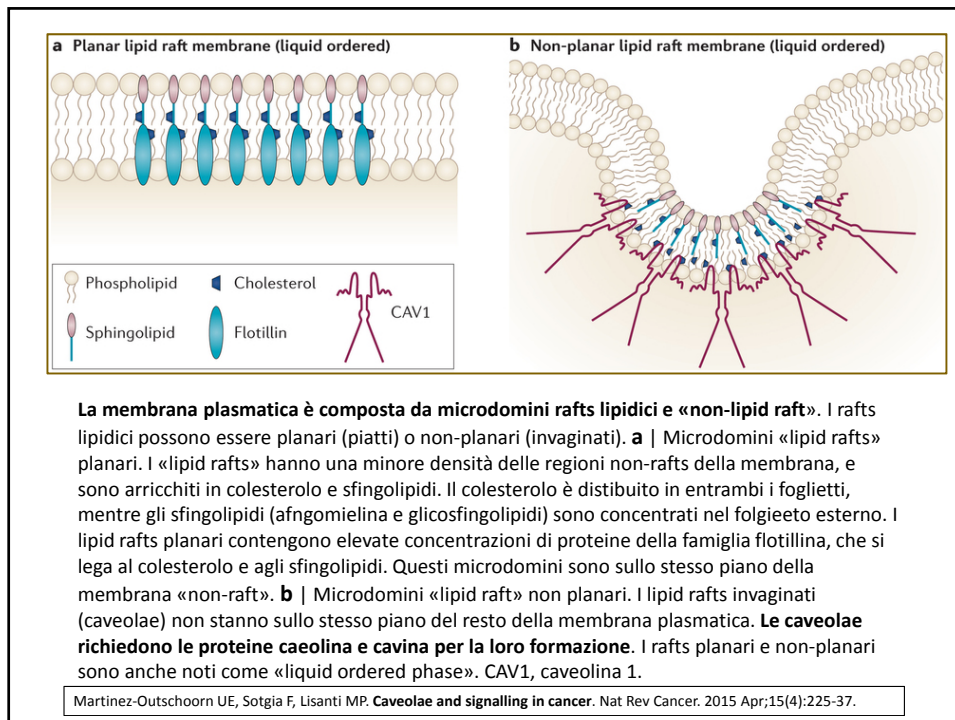 a Planar lipid raft membrane (liquid ordered)
b Non-planar lipid raft membrane (liquid ordered)
Phospholipid
Cholesterol
CAV1
Sphingolipid
Flotillin
La membrana plasmatica è composta da microdomini rafts lipidici e «non-lipid raft». I rafts
lipidici possono essere planari (piatti) o non-planari (invaginati). a | Microdomini «lipid rafts»
planari. I «lipid rafts» hanno una minore densità delle regioni non-rafts della membrana, e
sono arricchiti in colesterolo e sfingolipidi. Il colesterolo è distibuito in entrambi i foglietti,
mentre gli sfingolipidi (afngomielina e glicosfingolipidi) sono concentrati nel folgieeto esterno. I
lipid rafts planari contengono elevate concentrazioni di proteine della famiglia flotillina, che si
lega al colesterolo e agli sfingolipidi. Questi microdomini sono sullo stesso piano della
membrana «non-raft». b | Microdomini «lipid raft» non planari. I lipid rafts invaginati
(caveolae) non stanno sullo stesso piano del resto della membrana plasmatica. Le caveolae
richiedono le proteine caeolina e cavina per la loro formazione. I rafts planari e non-planari
sono anche noti come «liquid ordered phase». CAV1, caveolina 1.
Martinez-Outschoorn UE, Sotgia F, Lisanti MP. Caveolae and signalling in cancer. Nat Rev Cancer. 2015 Apr;15(4):225-37.